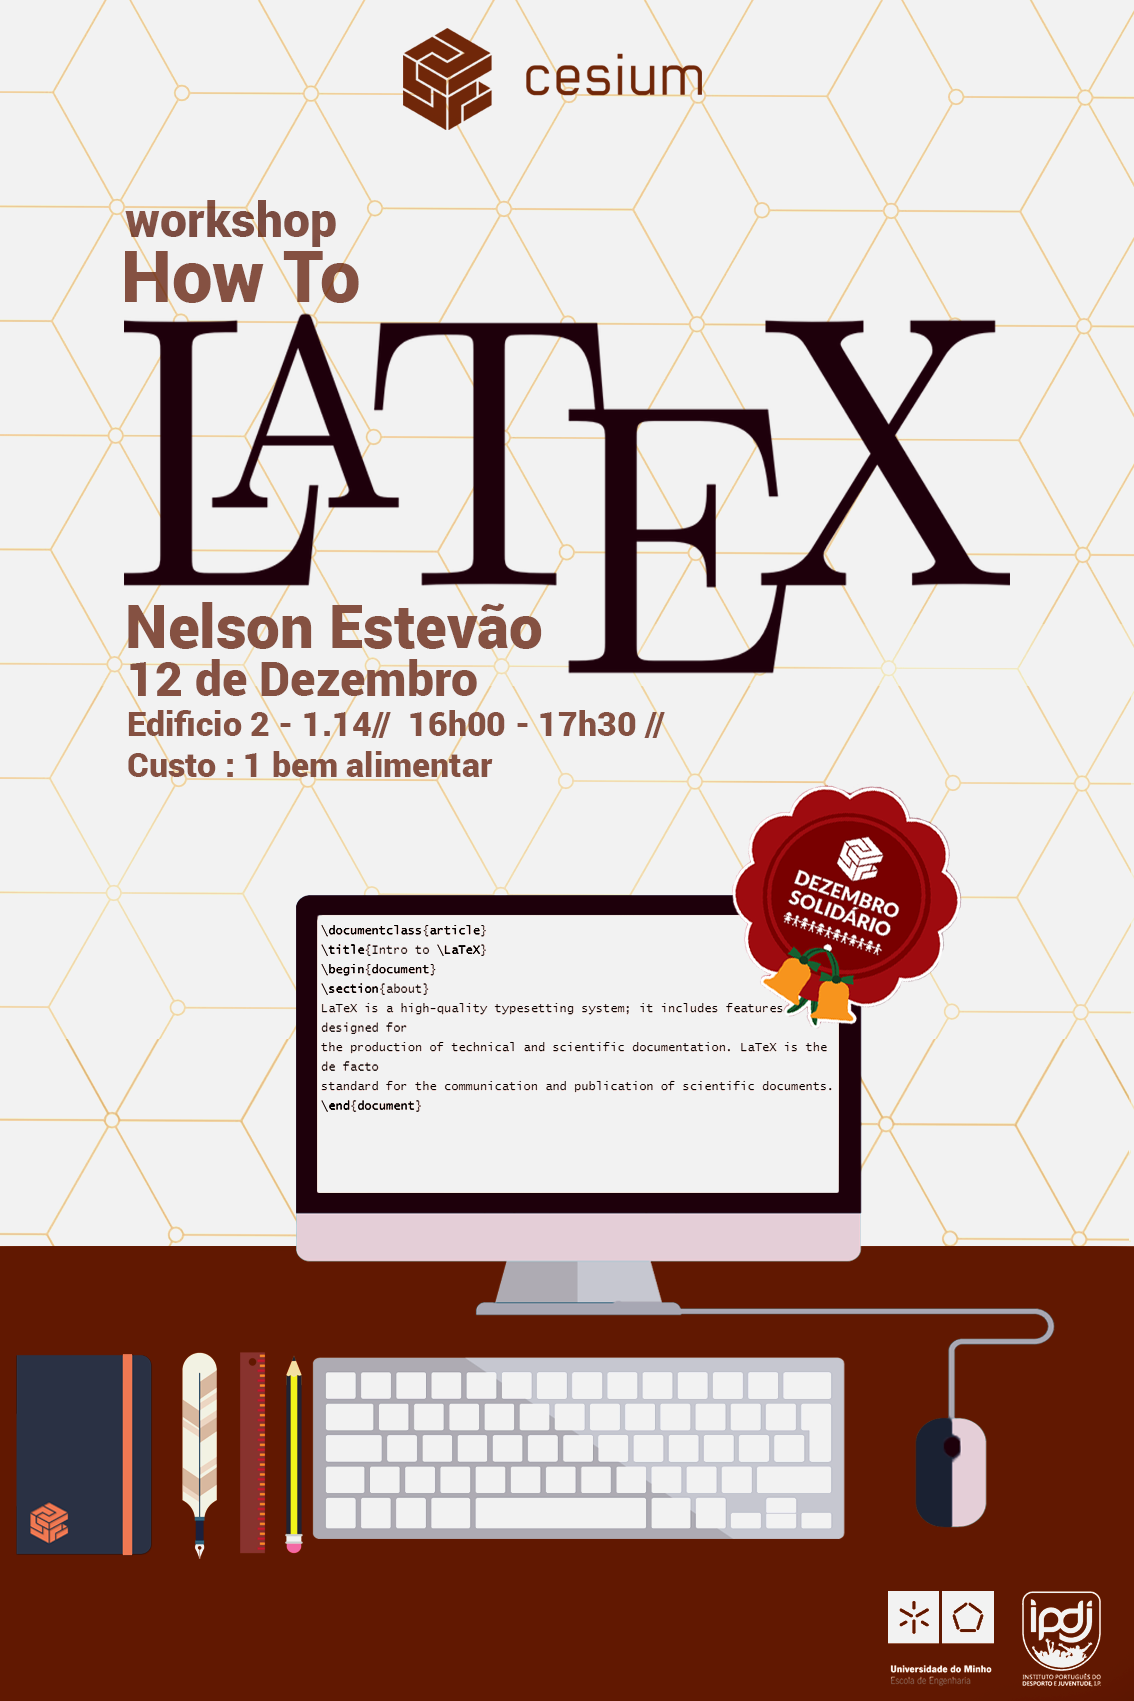 cesium
workshop
How To
LATEX
Nelson Estevão
12 de Dezembro
Edificio 2 - 1.14// 16h00 - 17h30 //
Custo : 1 bem alimentar
DEZEMBRO
SOLIDÁRIO
\documentclass{article}
\title{Intro to \LaTeX}
\begin{document}
\section{about}
LaTeX is a high-quality typesetting system; it includes features
designed for
the production of technical and scientific documentation. LaTeX is the
de facto
standard for the communication and publication of scientific documents.
\end{document}
Universidade do Minho
Escola de Engenharia
ipdj
INSTITUTO PORTUGUÊS DO
DESPORTO E JUVENTUDE, I.P.